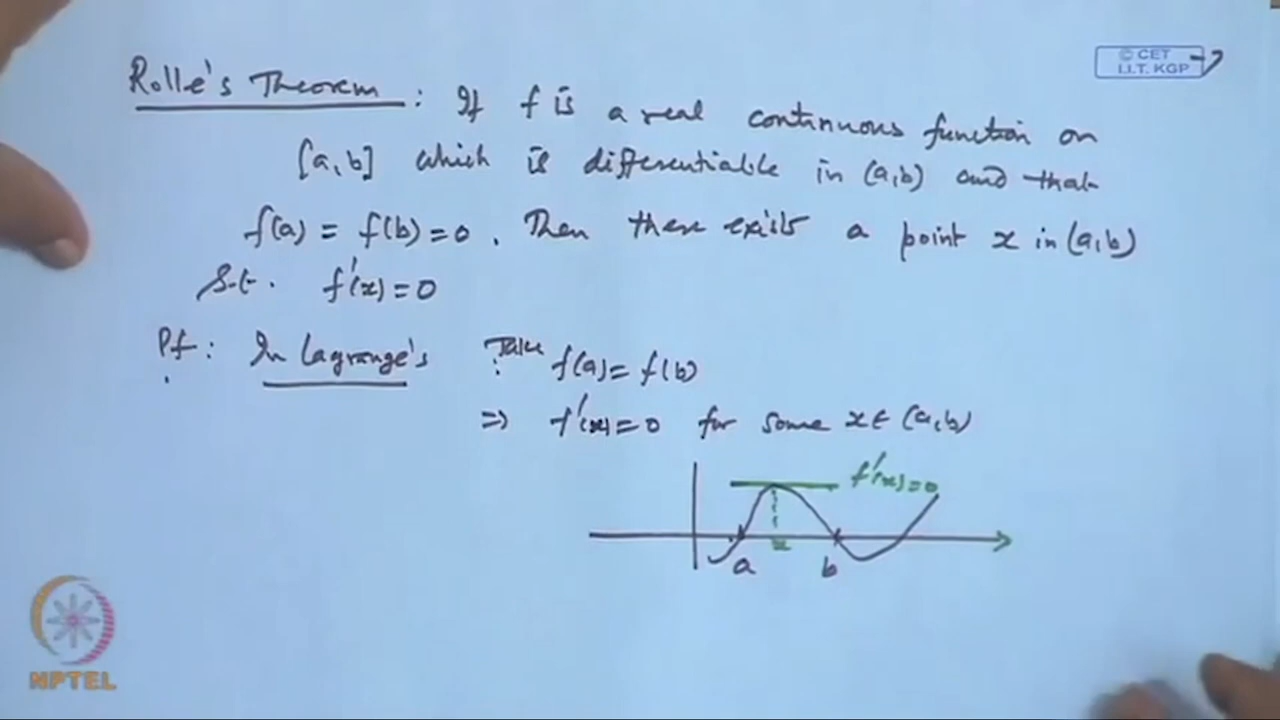 © CET
I.I.T. KGP
Rolle's Theorem : If f is a real continuous function on
[a,b] which is differentiable in (a,b) and that
f(a) = f(b) = 0 . Then there exists a point x in (a,b)
s.t. f'(x) = 0
Pf : In Lagrange's Take f(a) = f(b)
=> f'(x) = 0 for some x ∈ (a,b)
f'(x) = 0
x
a b
NPTEL